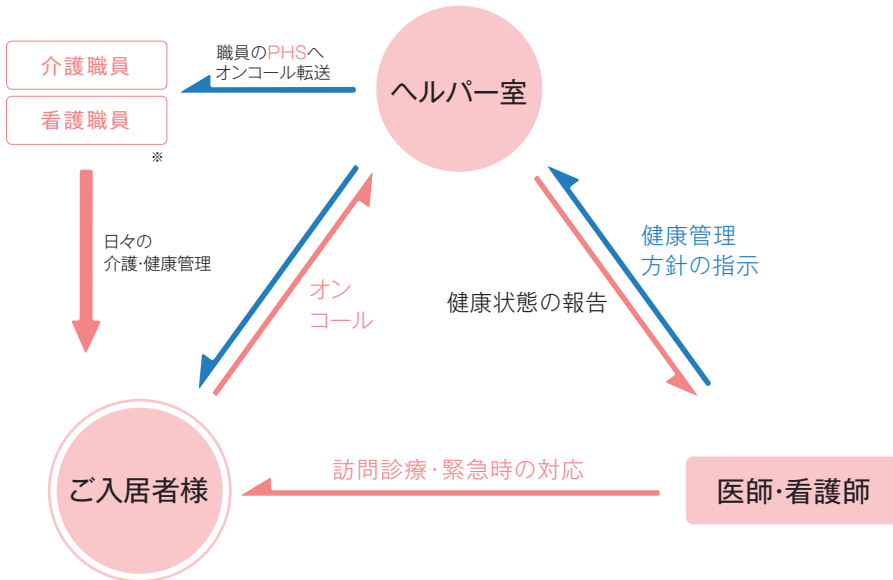 職員のPHSへ
オンコール転送
介護職員
看護職員
※
ヘルパー室
日々の
介護・健康管理
オン
コール
健康管理
方針の指示
健康状態の報告
ご入居者様
訪問診療・緊急時の対応
医師・看護師